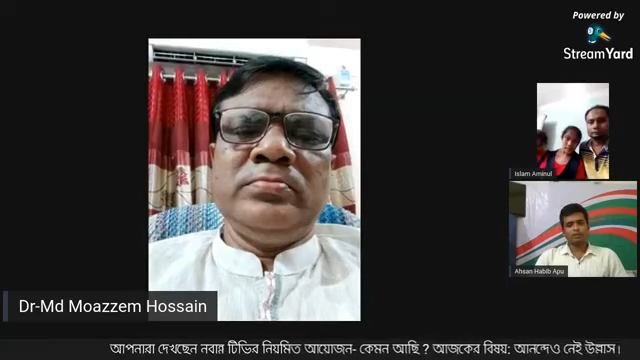 Powered by
StreamYard
Islam Aminul
Ahsan Habib Apu
Dr-Md Moazzem Hossain
আপনারা দেখছেন নবান্ন টিভির নিয়মিত আয়োজন- কেমন আছি ? আজকের বিষয়: আনন্দেও নেই উল্লাস।